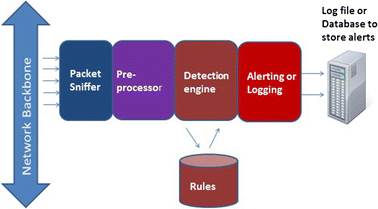 Network Backbone
Packet
Sniffer
Pre-
processor
Detection
engine
Alerting or
Logging
Log file or
Database to
store alerts
Rules